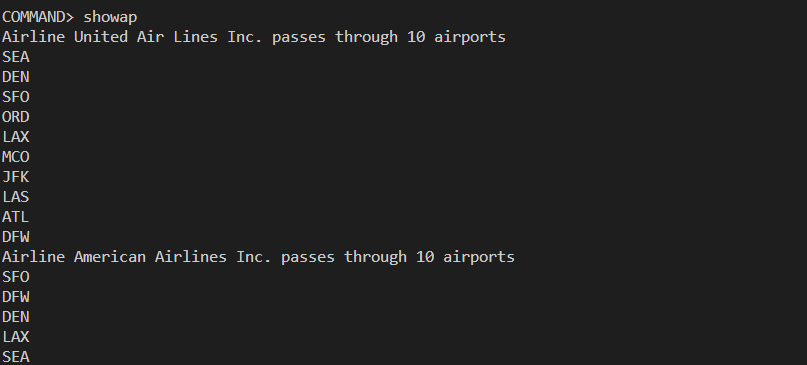 COMMAND> showap
Airline United Air Lines Inc. passes through 10 airports
SEA
DEN
SFO
ORD
LAX
MCO
JFK
LAS
ATL
DFW
Airline American Airlines Inc. passes through 10 airports
SFO
DFW
DEN
LAX
SEA